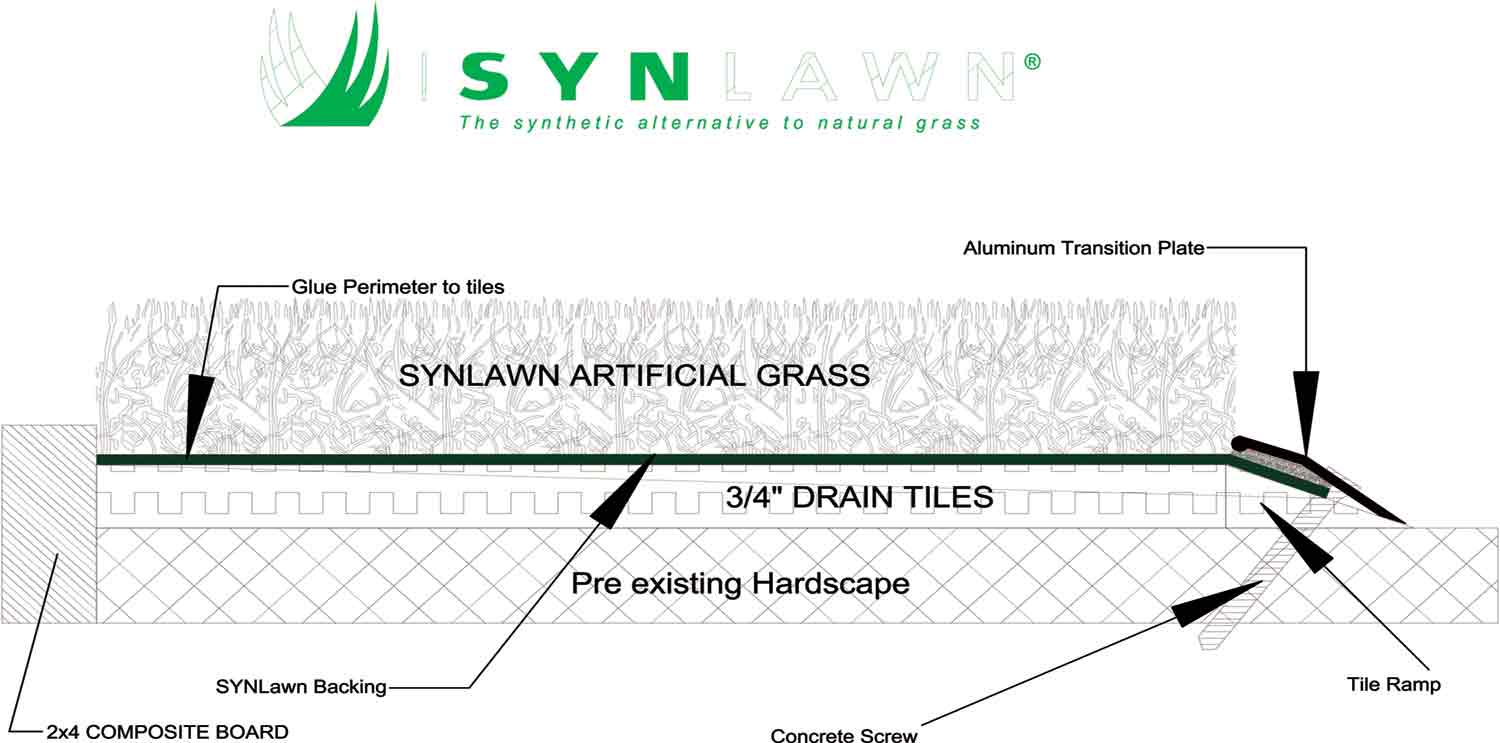 SYNLAWN®
The synthetic alternative to natural grass
Aluminum Transition Plate
Glue Perimeter to tiles
SYNLAWN ARTIFICIAL GRASS
3/4" DRAIN TILES
Pre existing Hardscape
SYNLawn Backing
Tile Ramp
2x4 COMPOSITE BOARD
Concrete Screw